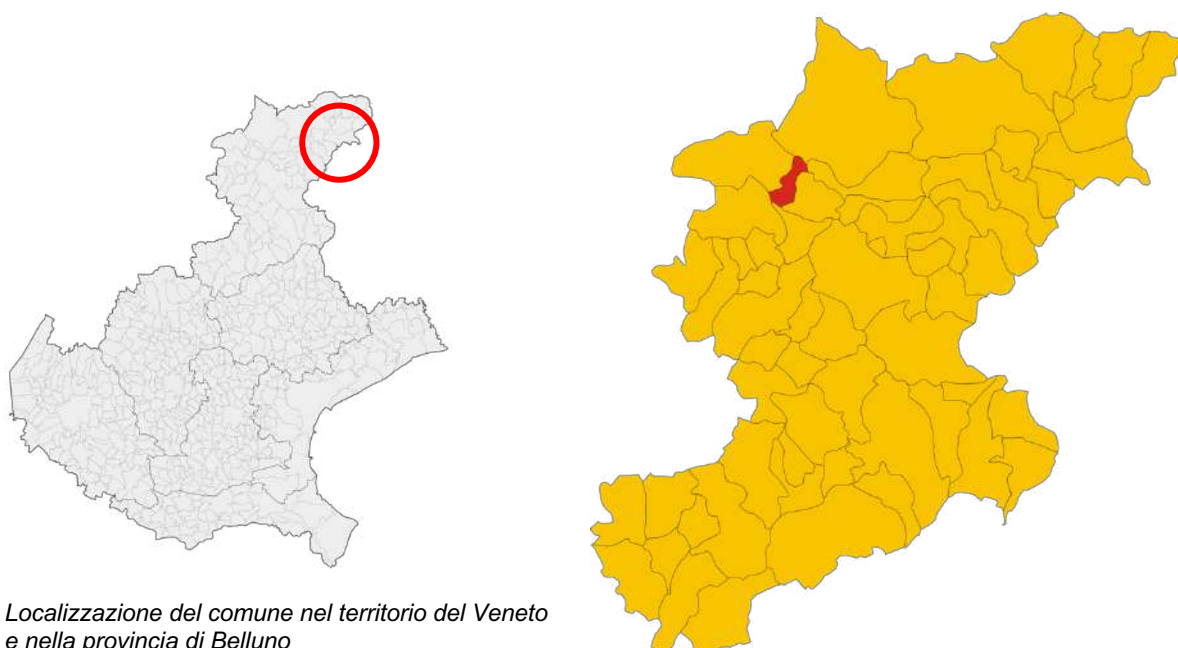 Localizzazione del comune nel territorio del Veneto
e nella provincia di Belluno